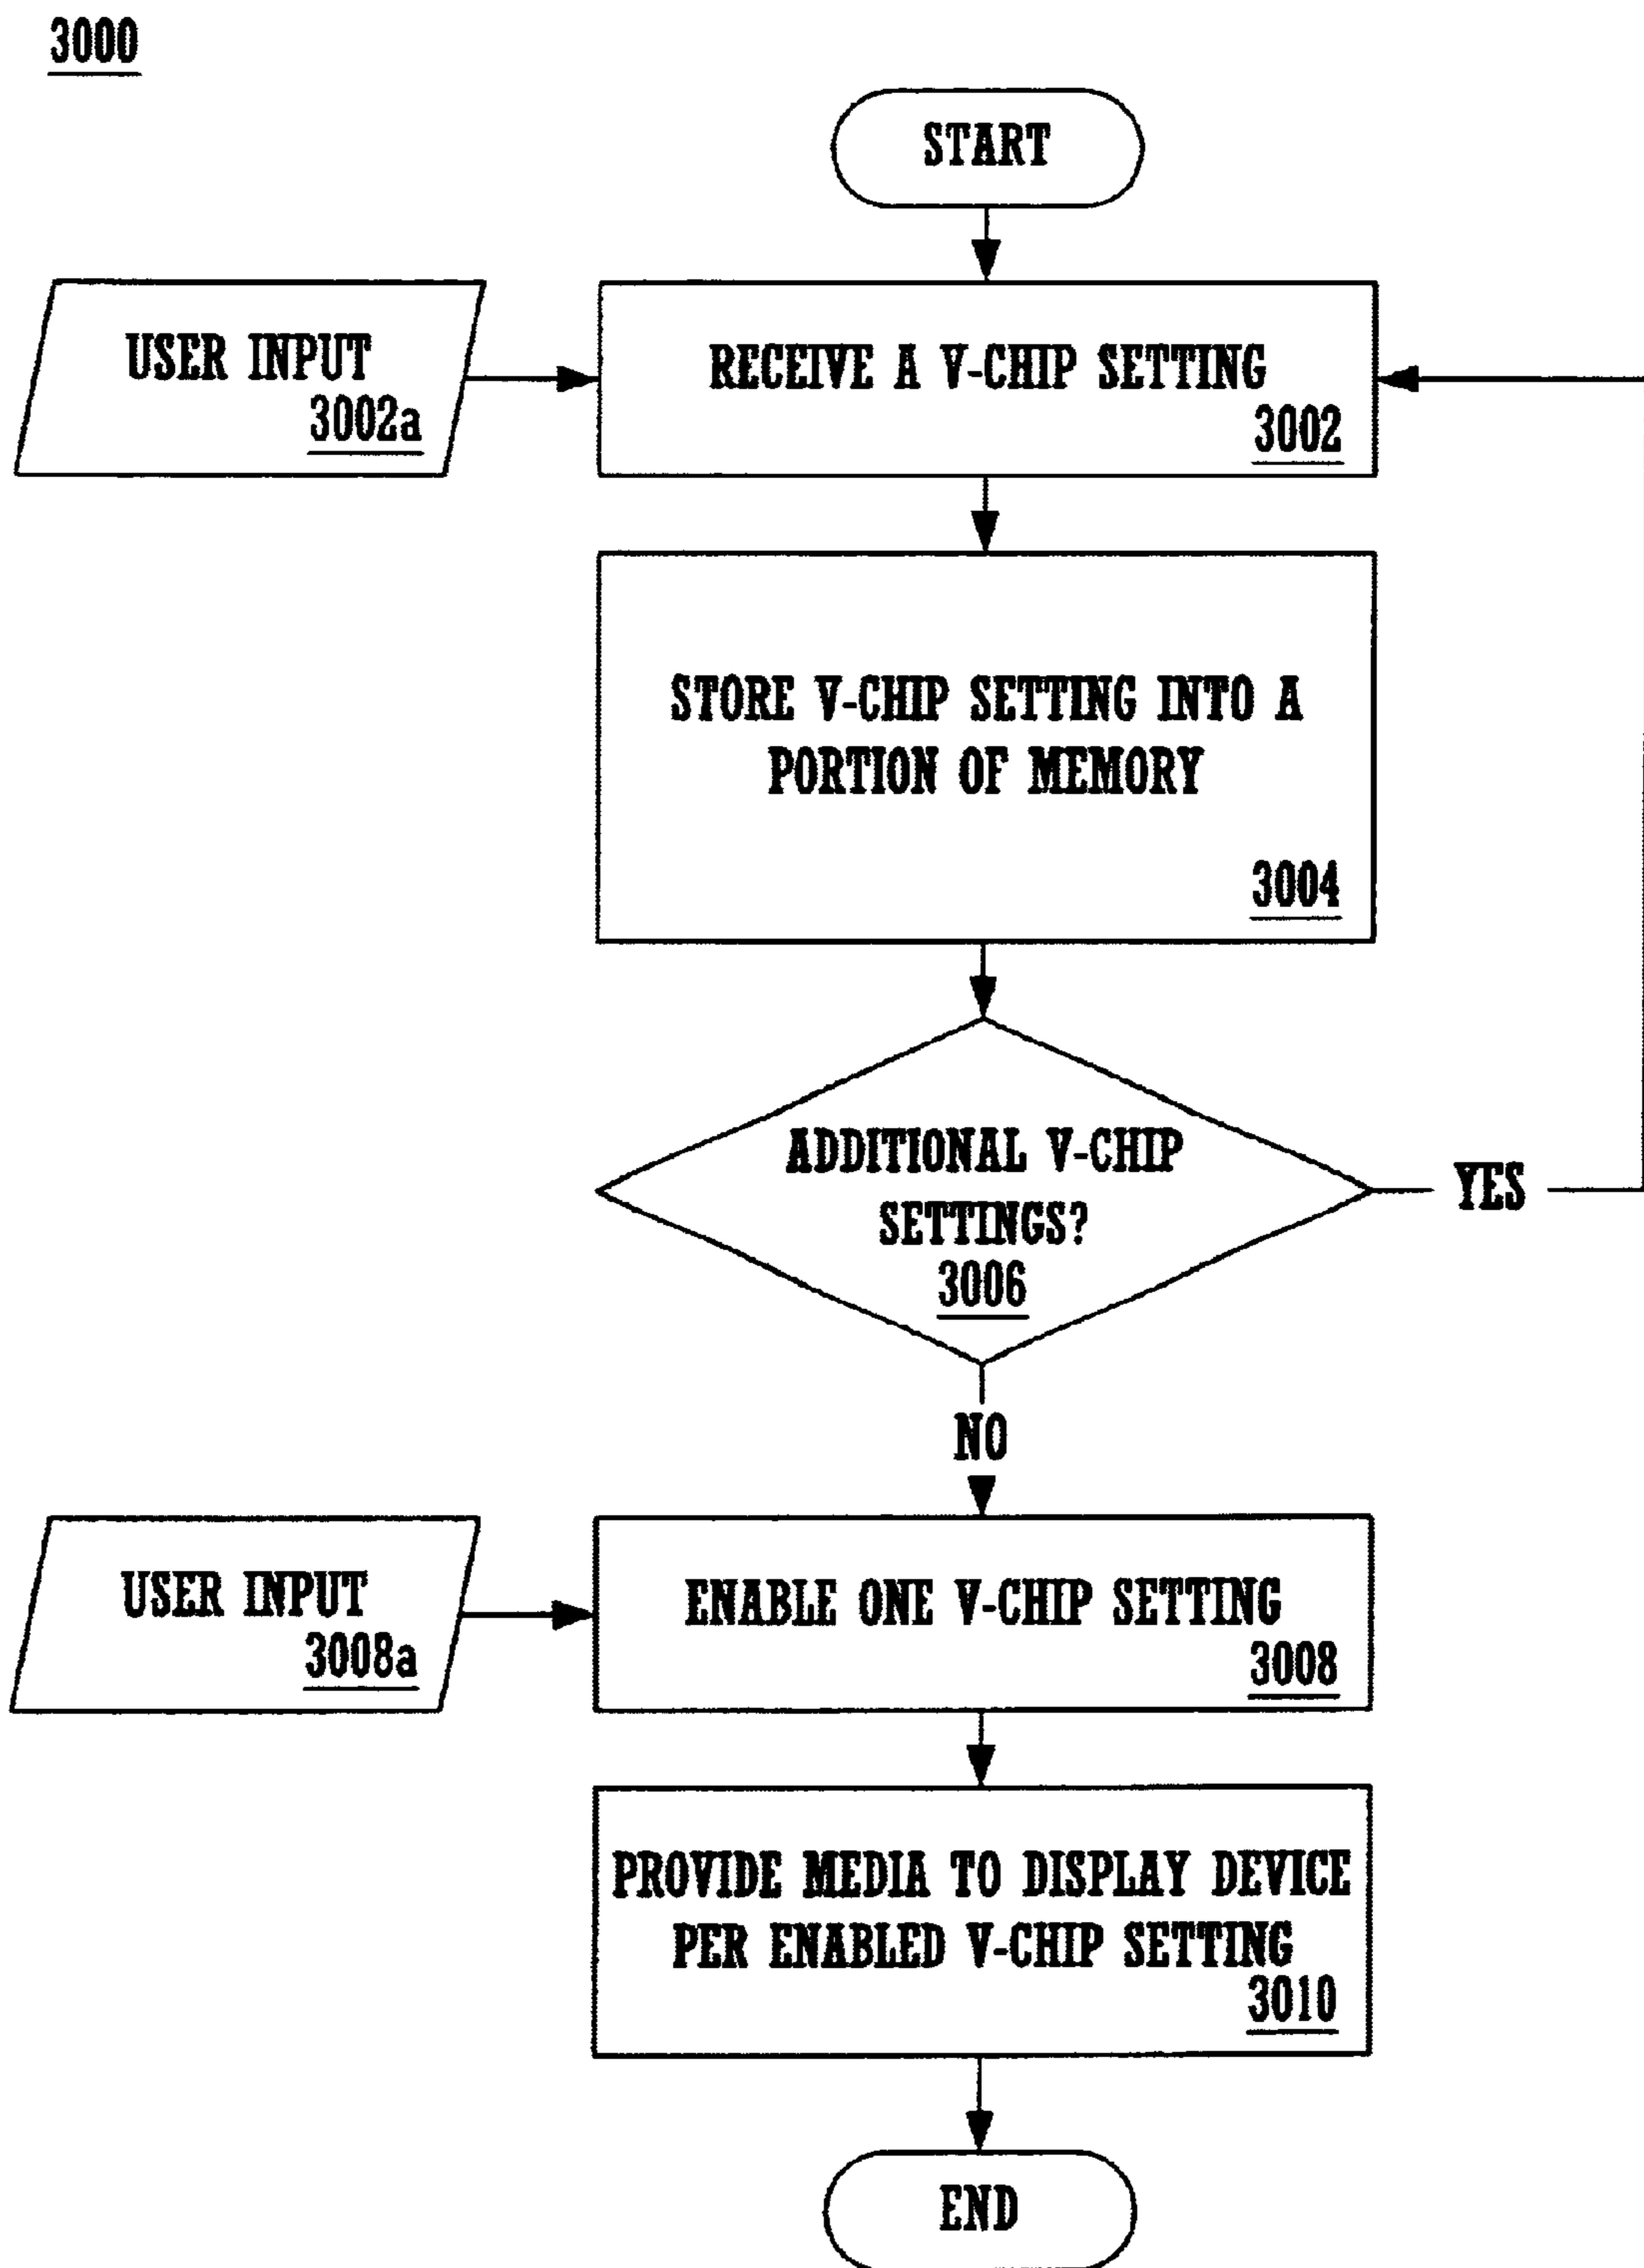 3000
START
USER INPUT
3002a
RECEIVE A V-CHIP SETTING
3002
STORE V-CHIP SETTING INTO A
PORTION OF MEMORY
3004
ADDITIONAL V-CHIP
SETTINGS?
3006
YES
NO
USER INPUT
3008a
ENABLE ONE V-CHIP SETTING
3008
PROVIDE MEDIA TO DISPLAY DEVICE
PER ENABLED V-CHIP SETTING
3010
END